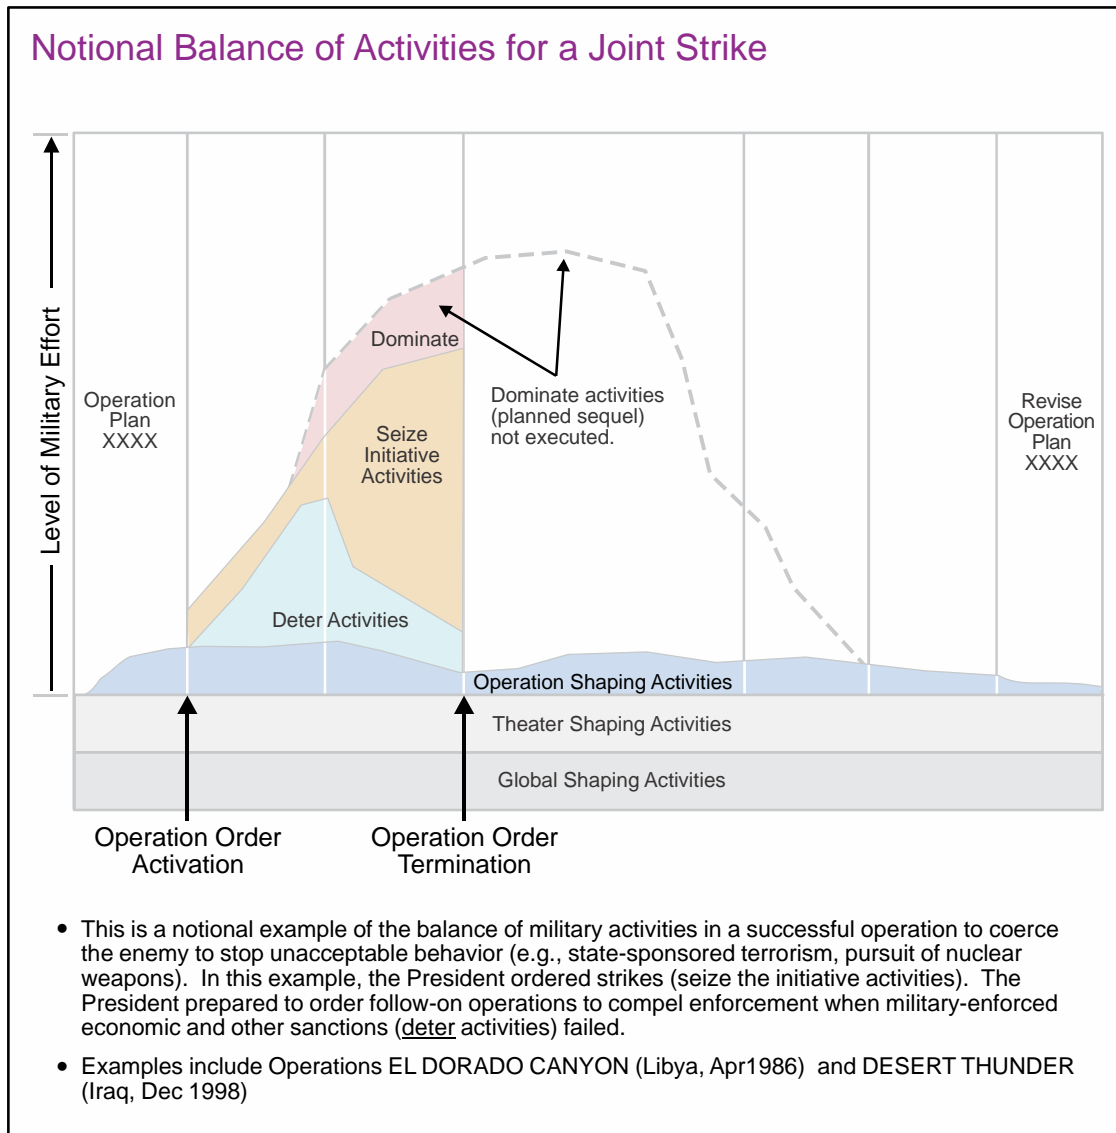 Notional Balance of Activities for a Joint Strike
Level of Military Effort
Operation
Plan
XXXX
Dominate
Seize
Initiative
Activities
Deter Activities
Dominate activities
(planned sequel)
not executed.
Revise
Operation
Plan
XXXX
Operation Shaping Activities
Theater Shaping Activities
Global Shaping Activities
Operation Order
Activation
Operation Order
Termination
• This is a notional example of the balance of military activities in a successful operation to coerce
the enemy to stop unacceptable behavior (e.g., state-sponsored terrorism, pursuit of nuclear
weapons). In this example, the President ordered strikes (seize the initiative activities). The
President prepared to order follow-on operations to compel enforcement when military-enforced
economic and other sanctions (deter activities) failed.
• Examples include Operations EL DORADO CANYON (Libya, Apr1986) and DESERT THUNDER
(Iraq, Dec 1998)